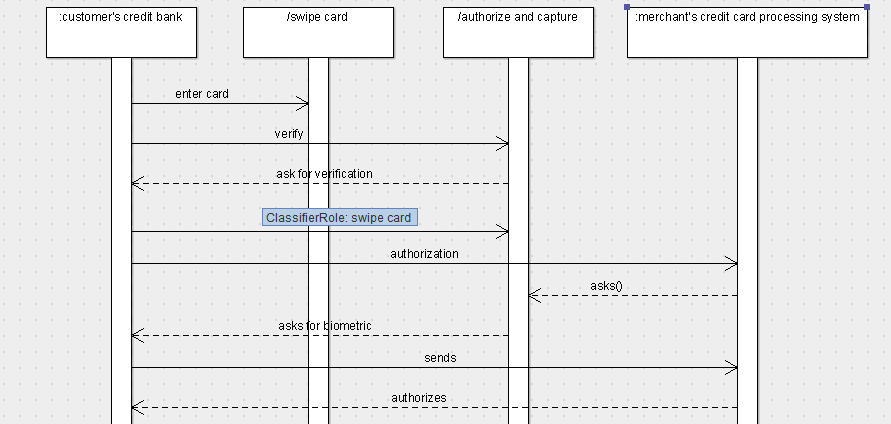 :customer's credit bank
/swipe card
/authorize and capture
:merchant's credit card processing system
enter card
verify
ask for verification
ClassifierRole: swipe card
authorization
asks()
asks for biometric
sends
authorizes